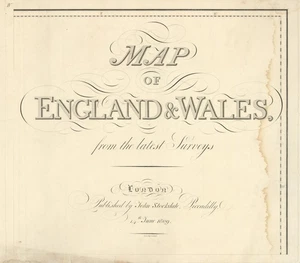 MAP
OF
ENGLAND & WALES,
from the latest Surveys
London
Published by John Stockdale Piccadilly
June 1809